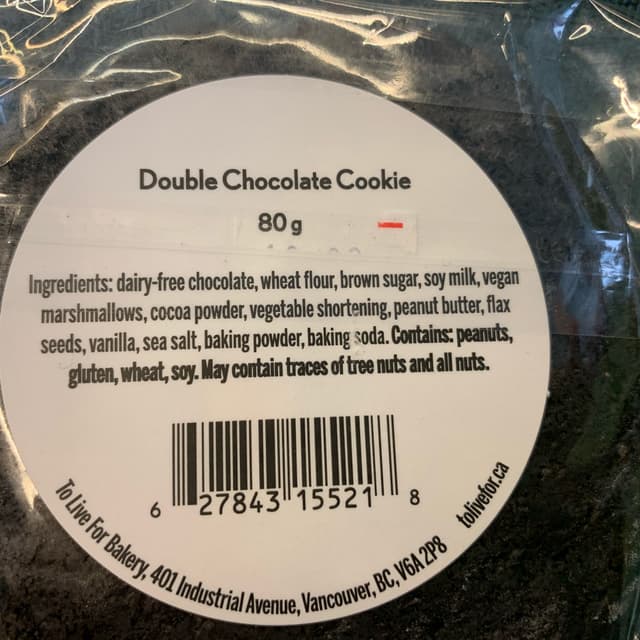 Double Chocolate Cookie
80 g
Ingredients: dairy-free chocolate, wheat flour, brown sugar, soy milk, vegan
marshmallows, cocoa powder, vegetable shortening, peanut butter, flax
seeds, vanilla, sea salt, baking powder, baking soda. Contains: peanuts,
gluten, wheat, soy. May contain traces of tree nuts and all nuts.
6 27843 15521 8
To Live For Bakery, 401 Industrial Avenue, Vancouver, BC, V6A 2P8
tolivefor.ca